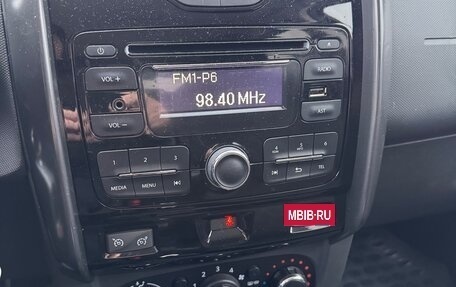 RADIO
VOL +
FM1-P6
98.40 MHz
VOL –
AST
1 2 3
4 5 6
MEDIA MENU
TEL
MBIB-RU